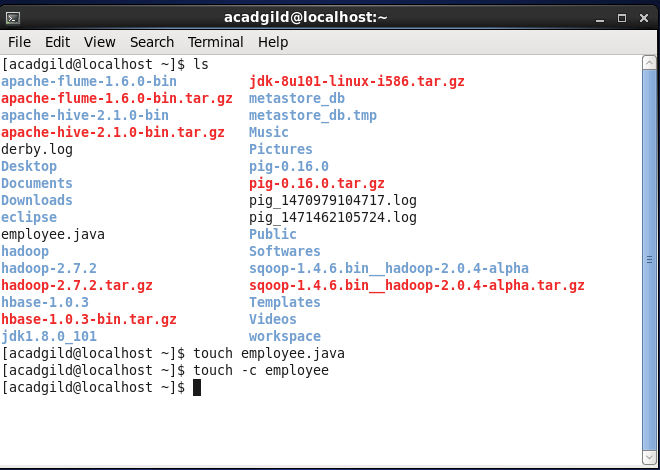 acadgild@localhost:~
File Edit View Search Terminal Help
[acadgild@localhost ~]$ ls
apache-flume-1.6.0-bin jdk-8u101-linux-i586.tar.gz
apache-flume-1.6.0-bin.tar.gz metastore_db
apache-hive-2.1.0-bin metastore_db.tmp
apache-hive-2.1.0-bin.tar.gz Music
derby.log Pictures
Desktop pig-0.16.0
Documents pig-0.16.0.tar.gz
Downloads pig_1470979104717.log
eclipse pig_1471462105724.log
employee.java Public
hadoop Softwares
hadoop-2.7.2 sqoop-1.4.6.bin__hadoop-2.0.4-alpha
hadoop-2.7.2.tar.gz sqoop-1.4.6.bin__hadoop-2.0.4-alpha.tar.gz
hbase-1.0.3 Templates
hbase-1.0.3-bin.tar.gz Videos
jdk1.8.0_101 workspace
[acadgild@localhost ~]$ touch employee.java
[acadgild@localhost ~]$ touch -c employee
[acadgild@localhost ~]$